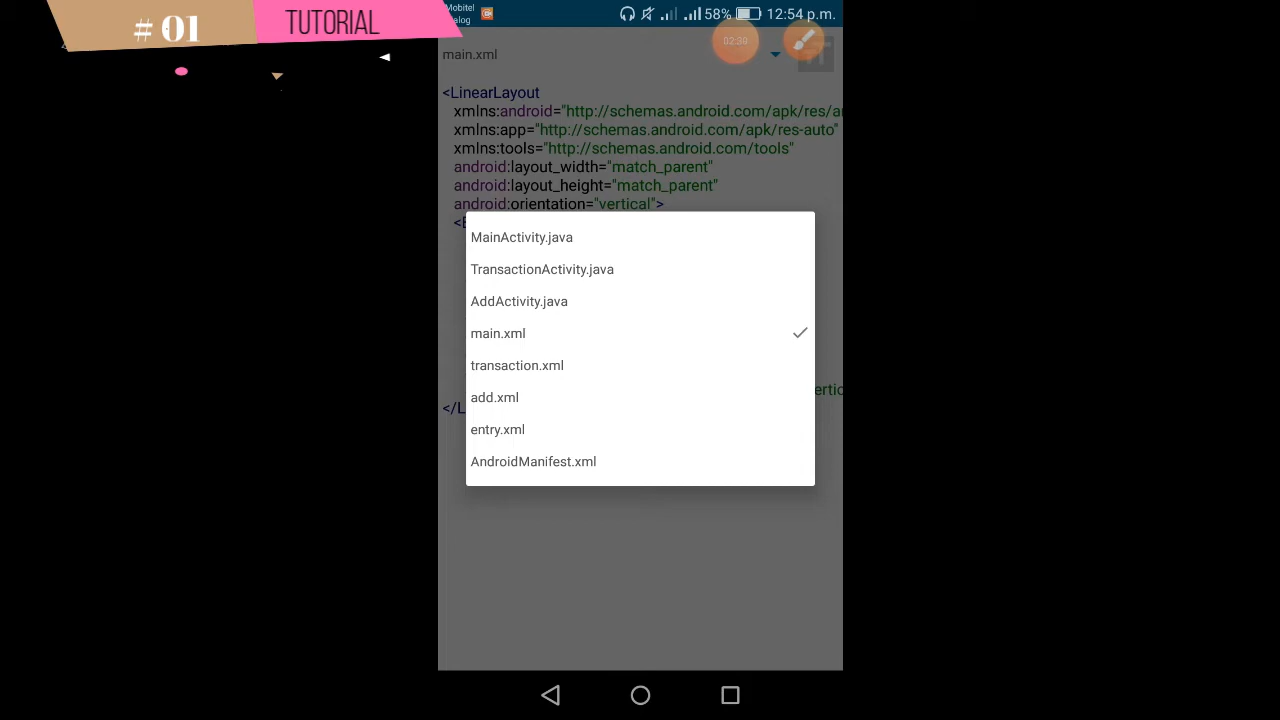 # 01
TUTORIAL
Mobitel
58%
12:54 p.m.
main.xml
02:30
<LinearLayout
xmlns:android="http://schemas.android.com/apk/res/a
xmlns:app="http://schemas.android.com/apk/res-auto"
xmlns:tools="http://schemas.android.com/tools"
android:layout_width="match_parent"
android:layout_height="match_parent"
android:orientation="vertical">
MainActivity.java
TransactionActivity.java
AddActivity.java
main.xml
transaction.xml
add.xml
entry.xml
AndroidManifest.xml
</L